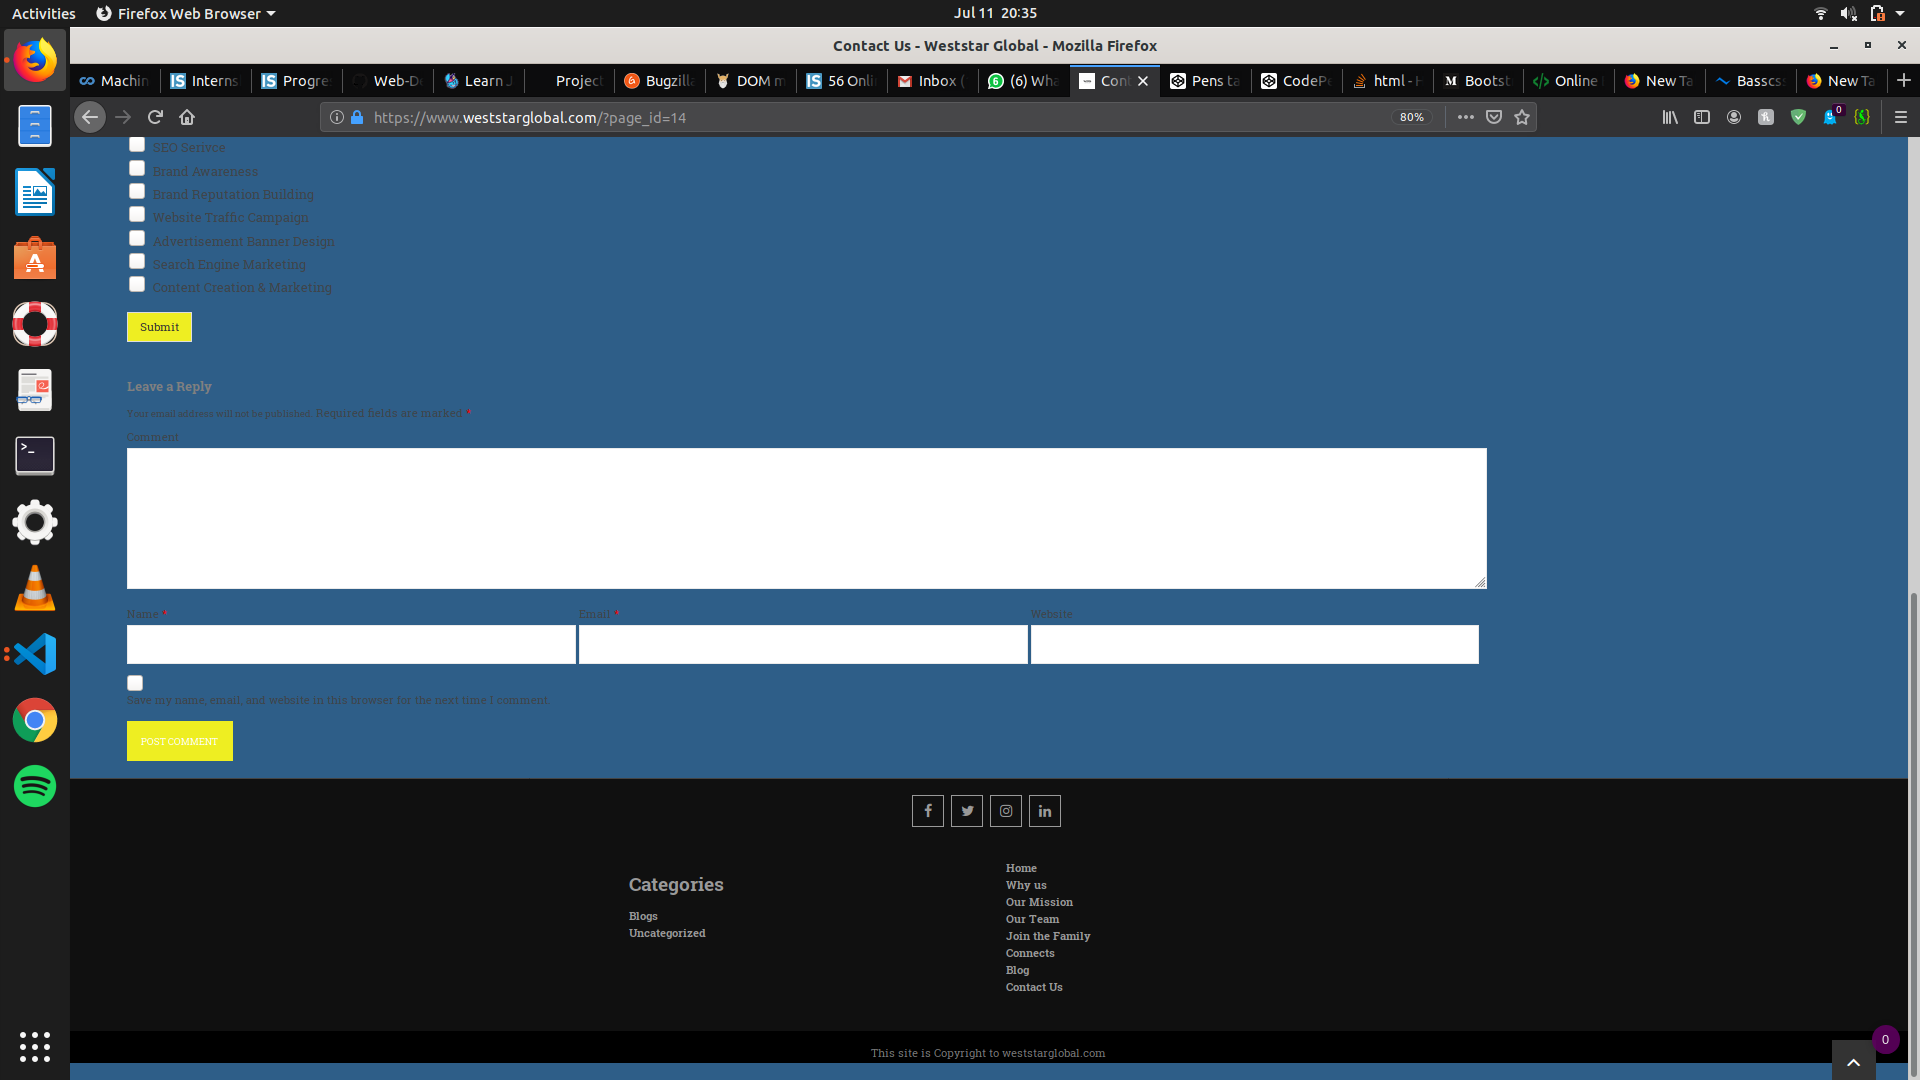 Activities
Firefox Web Browser
Jul 11 20:35
Contact Us - Weststar Global - Mozilla Firefox
Machin
Interns
Progre
Web-De
Learn J
Project
Bugzilla
DOM m
56 Onli
Inbox (
(6) Wha
Cont
Pens ta
CodePe
html - H
Bootst
Online
New Ta
Basscs
New Ta
https://www.weststarglobal.com/?page_id=14
80%
0
SEO Serivce
Brand Awareness
Brand Reputation Building
Website Traffic Campaign
Advertisement Banner Design
Search Engine Marketing
Content Creation & Marketing
Submit
Leave a Reply
Your email address will not be published. Required fields are marked *
Comment
Name *
Email *
Website
Save my name, email, and website in this browser for the next time I comment.
POST COMMENT
Categories
Blogs
Uncategorized
Home
Why us
Our Mission
Our Team
Join the Family
Connects
Blog
Contact Us
This site is Copyright to weststarglobal.com
0